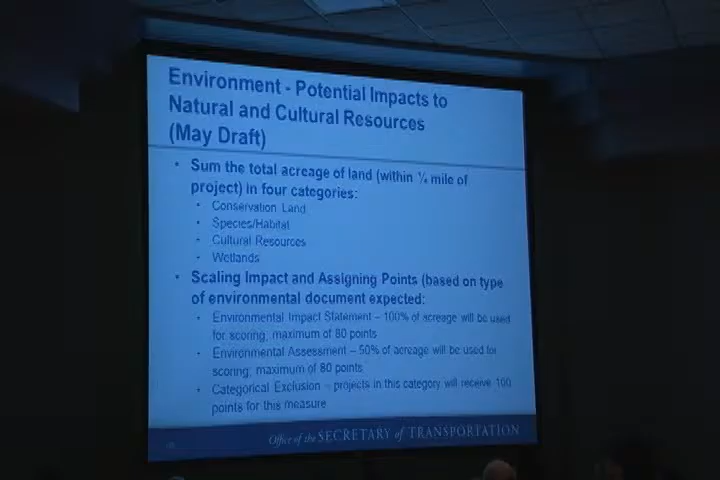 Environment - Potential Impacts to
Natural and Cultural Resources
(May Draft)
• Sum the total acreage of land (within ¼ mile of
project) in four categories:
• Conservation Land
• Species/Habitat
• Cultural Resources
• Wetlands
• Scaling Impact and Assigning Points (based on type
of environmental document expected:
• Environmental Impact Statement – 100% of acreage will be used
for scoring; maximum of 80 points
• Environmental Assessment – 50% of acreage will be used for
scoring; maximum of 80 points
• Categorical Exclusion – projects in this category will receive 100
points for this measure
Office of the SECRETARY of TRANSPORTATION